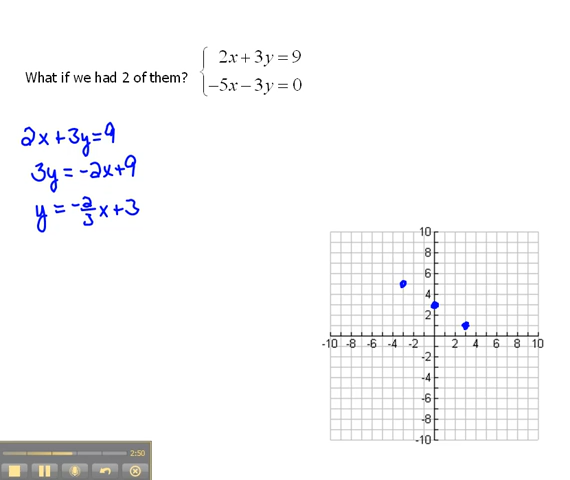 2x + 3y = 9
What if we had 2 of them?
-5x - 3y = 0
2x + 3y = 9
3y = -2x + 9
y = -2/3 x + 3
10
8
6
4
2
-10 -8 -6 -4 -2 2 4 6 8 10
-2
-4
-6
-8
-10
2:50